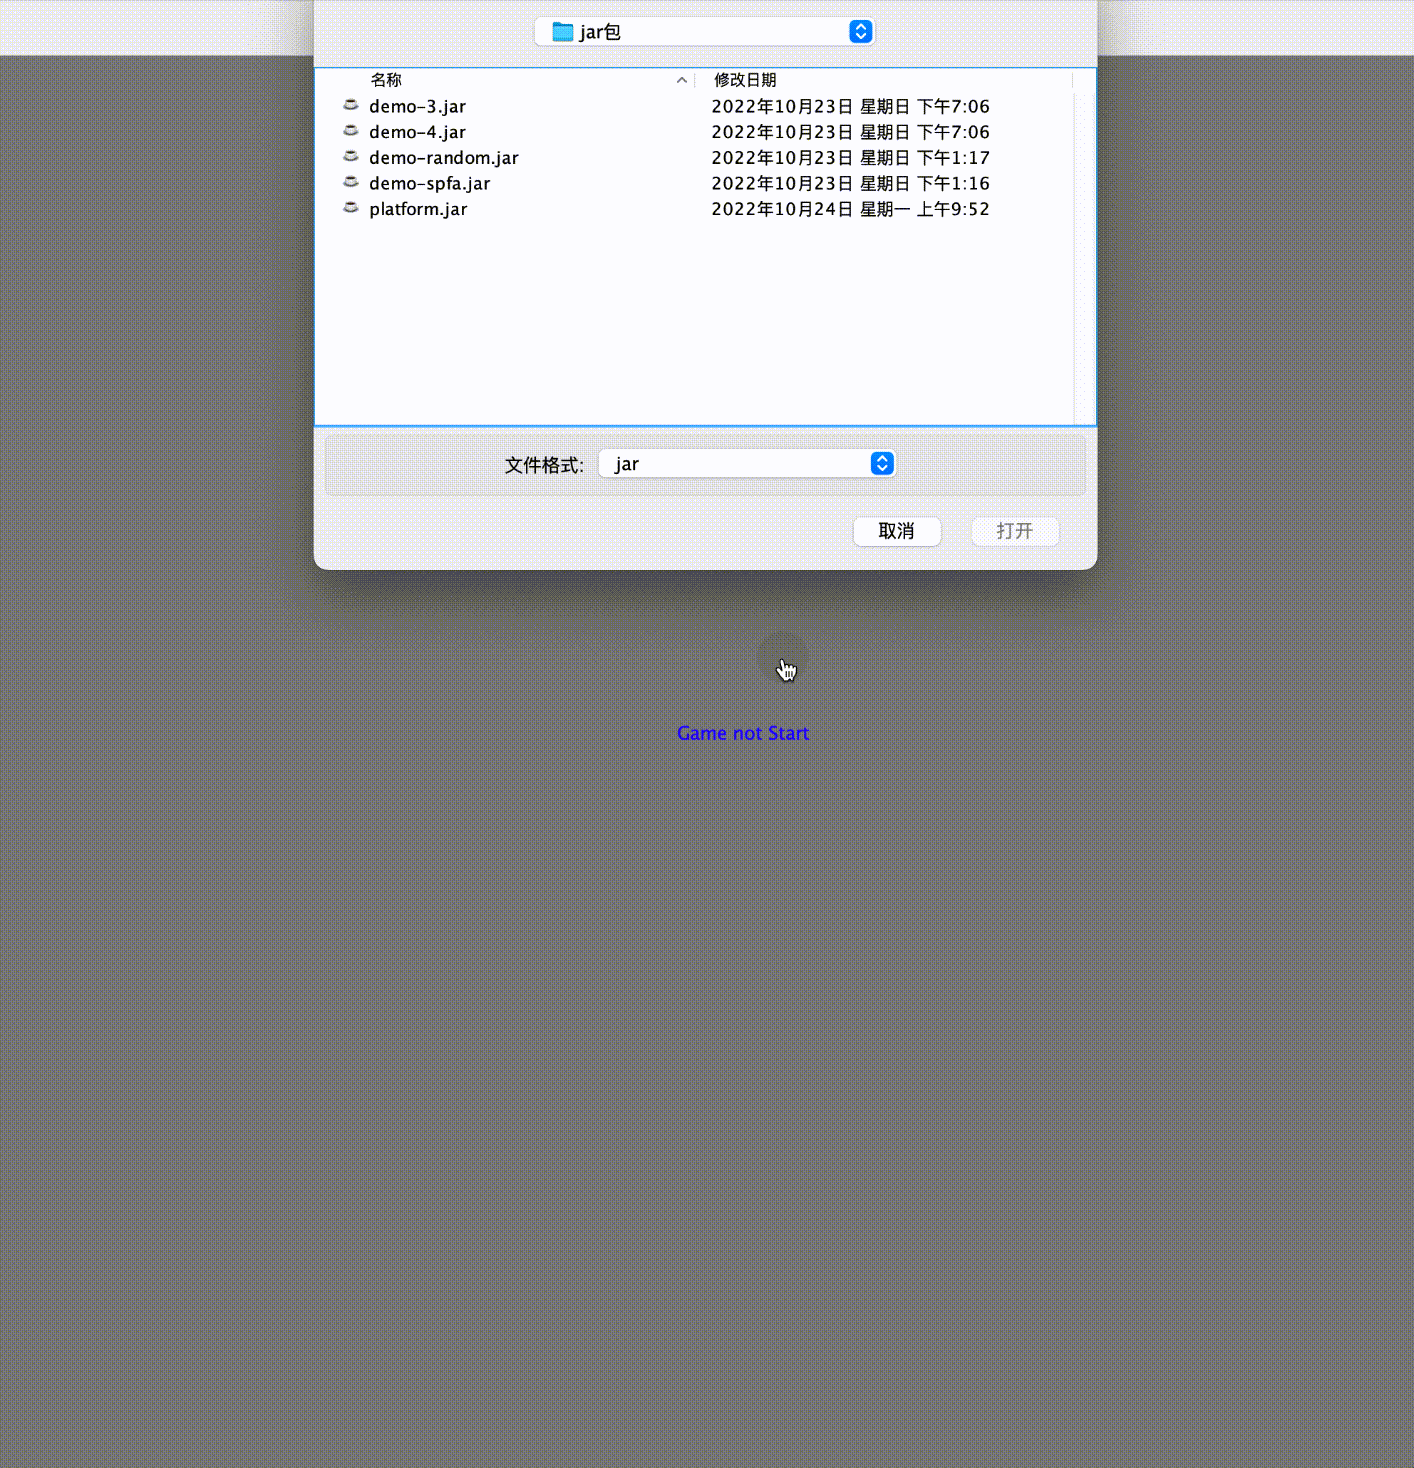 jar包
名称 修改日期
demo-3.jar 2022年10月23日 星期日 下午7:06
demo-4.jar 2022年10月23日 星期日 下午7:06
demo-random.jar 2022年10月23日 星期日 下午1:17
demo-spfa.jar 2022年10月23日 星期日 下午1:16
platform.jar 2022年10月24日 星期一 上午9:52
文件格式: jar
取消 打开
Game not Start